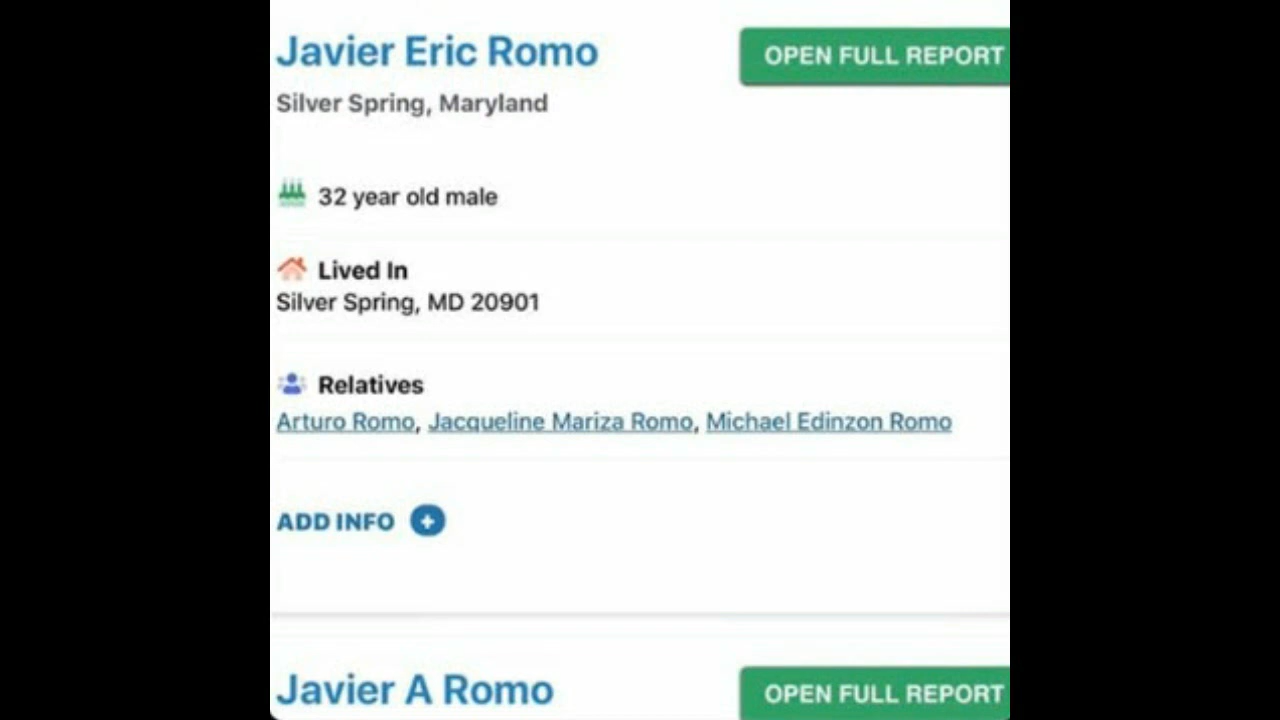 Javier Eric Romo
OPEN FULL REPORT
Silver Spring, Maryland
32 year old male
Lived In
Silver Spring, MD 20901
Relatives
Arturo Romo, Jacqueline Mariza Romo, Michael Edinzon Romo
ADD INFO
Javier A Romo
OPEN FULL REPORT